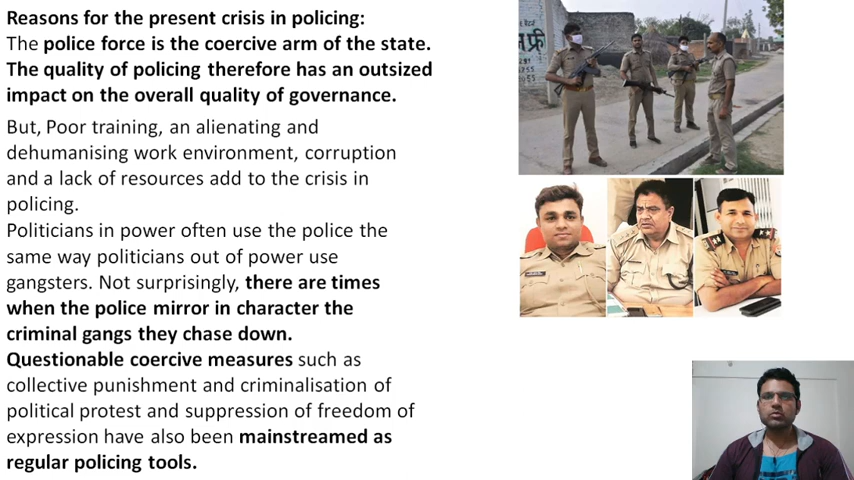 Reasons for the present crisis in policing:
The police force is the coercive arm of the state.
The quality of policing therefore has an outsized
impact on the overall quality of governance.
But, Poor training, an alienating and
dehumanising work environment, corruption
and a lack of resources add to the crisis in
policing.
Politicians in power often use the police the
same way politicians out of power use
gangsters. Not surprisingly, there are times
when the police mirror in character the
criminal gangs they chase down.
Questionable coercive measures such as
collective punishment and criminalisation of
political protest and suppression of freedom of
expression have also been mainstreamed as
regular policing tools.